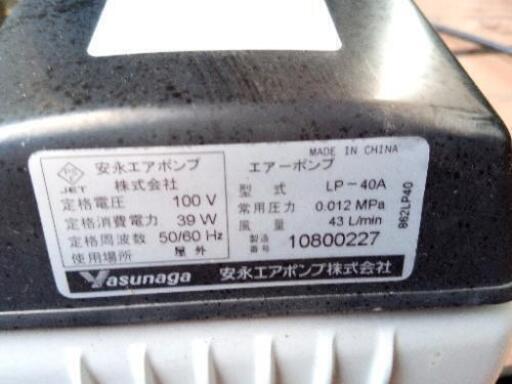 MADE IN CHINA
PS E
JET
安永エアポンプ
株式会社
定格電圧 100 V
定格消費電力 39 W
定格周波数 50/60 Hz
使用場所 屋外
エアーポンプ
型式 LP-40A
常用圧力 0.012 MPa
風量 43 L/min
製造番号 10800227
862LP40
Yasunaga 安永エアポンプ株式会社